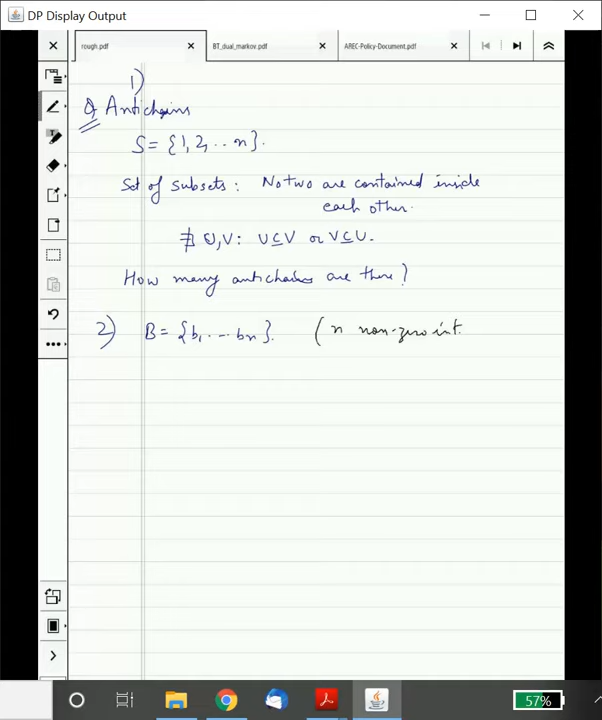 DP Display Output
rough.pdf
BT_dual_markov.pdf
AREC-Policy-Document.pdf
1)
Q Antichains
S = {1, 2, .. n}.
Set of subsets : No two are contained inside
each other.
∄ U, V : U ⊆ V or V ⊆ U.
How many antichains are there?
2) B = {b1 .-- bn}. (n non-zero int.
57%